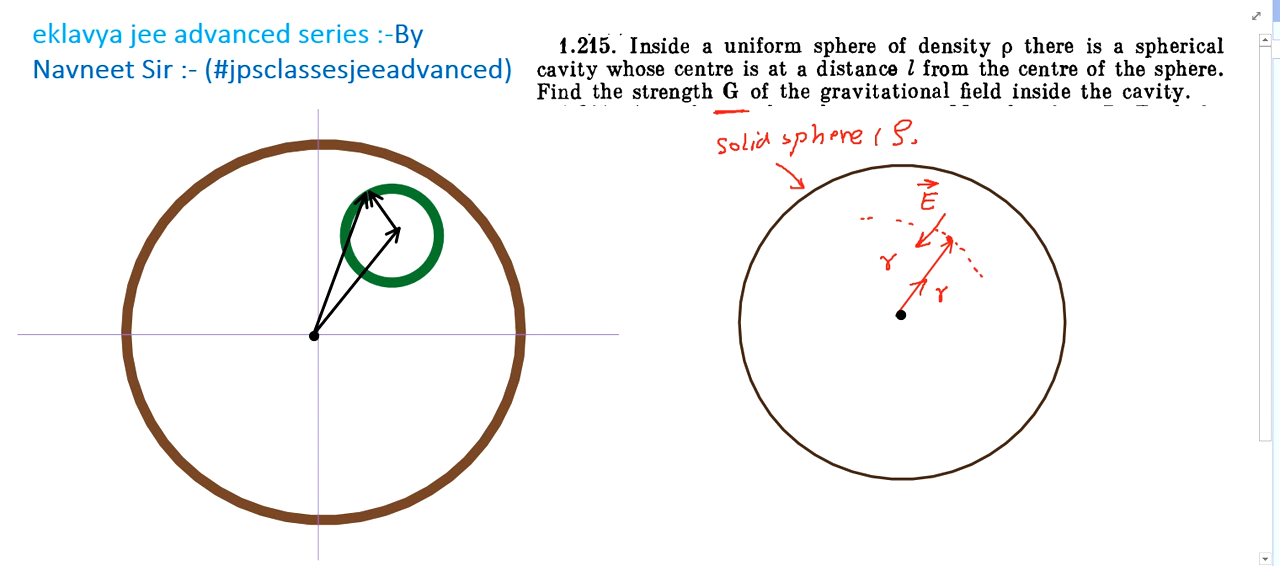 eklavya jee advanced series :-By
Navneet Sir :- (#jpsclassesjeeadvanced)
1.215. Inside a uniform sphere of density ρ there is a spherical
cavity whose centre is at a distance l from the centre of the sphere.
Find the strength G of the gravitational field inside the cavity.
Solid sphere, ρ.
E
r
r